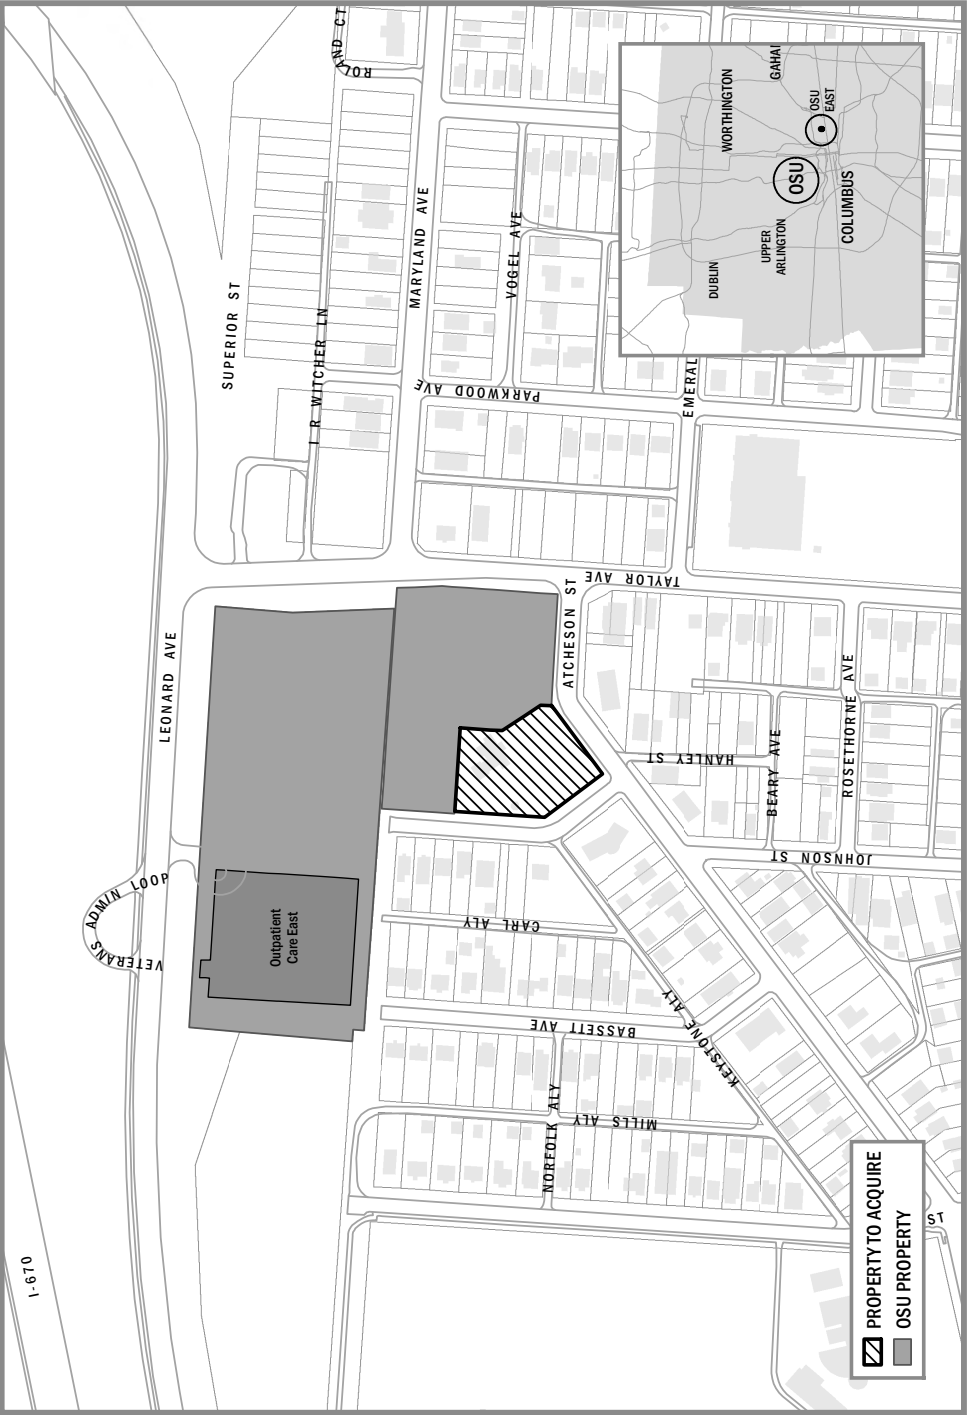 I-670
VETERANS ADMIN LOOP
LEONARD AVE
SUPERIOR ST
Outpatient
Care East
I R WITCHER LN
ROLAND CT
MARYLAND AVE
PARKWOOD AVE
VOGEL AVE
CARL ALY
BASSETT AVE
NORFOLK ALY
MILLS ALY
KEYSTONE ALY
ATCHESON ST
TAYLOR AVE
HANLEY ST
EMERAL
BEARY AVE
JOHNSON ST
ROSETHORNE AVE
ST
DUBLIN
WORTHINGTON
UPPER
ARLINGTON
GAHAI
OSU
OSU
EAST
COLUMBUS
PROPERTY TO ACQUIRE
OSU PROPERTY